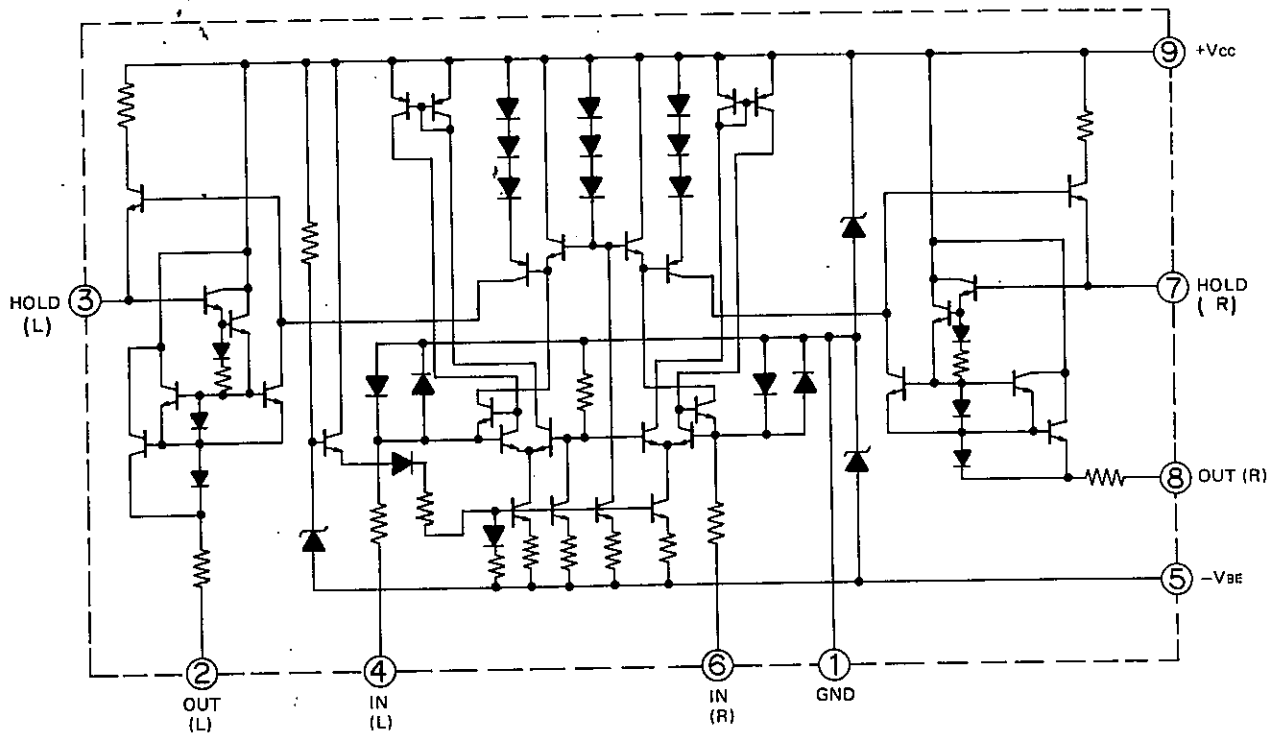 9 +Vcc
HOLD 3
(L)
7 HOLD
( R)
8 OUT (R)
5 -VBE
2
OUT
(L)
4
IN
(L)
6
IN
(R)
1
GND